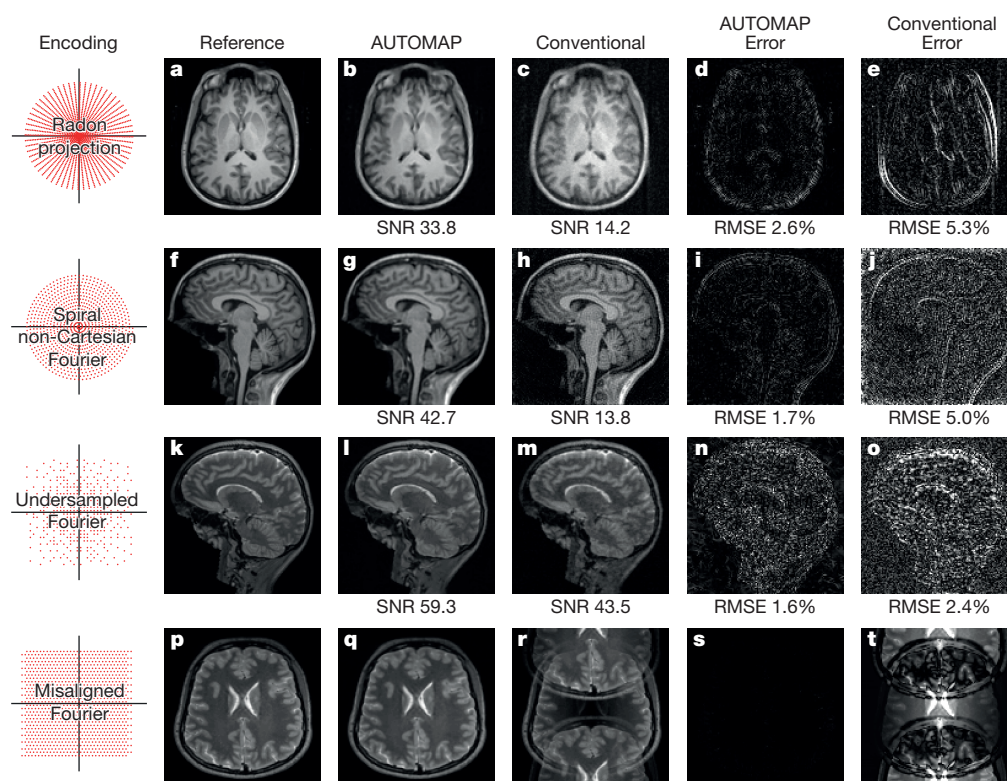 Encoding
Reference
AUTOMAP
Conventional
AUTOMAP
Error
Conventional
Error
Radon
projection
a
b
c
d
e
SNR 33.8
SNR 14.2
RMSE 2.6%
RMSE 5.3%
Spiral
non-Cartesian
Fourier
f
g
h
i
j
SNR 42.7
SNR 13.8
RMSE 1.7%
RMSE 5.0%
Undersampled
Fourier
k
l
m
n
o
SNR 59.3
SNR 43.5
RMSE 1.6%
RMSE 2.4%
Misaligned
Fourier
p
q
r
s
t